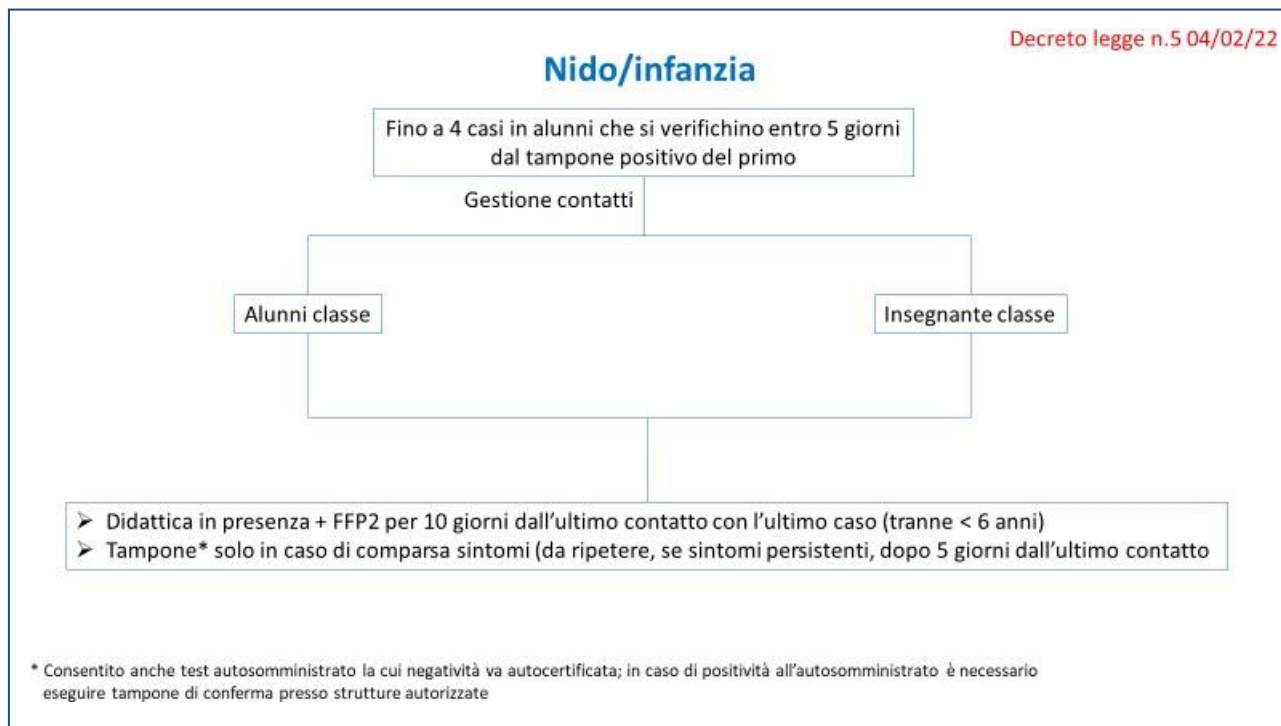 Decreto legge n.5 04/02/22
Nido/infanzia
Fino a 4 casi in alunni che si verifichino entro 5 giorni
dal tampone positivo del primo
Gestione contatti
Alunni classe
Insegnante classe
➢ Didattica in presenza + FFP2 per 10 giorni dall'ultimo contatto con l'ultimo caso (tranne < 6 anni)
➢ Tampone* solo in caso di comparsa sintomi (da ripetere, se sintomi persistenti, dopo 5 giorni dall'ultimo contatto
* Consentito anche test autosomministrato la cui negatività va autocertificata; in caso di positività all'autosomministrato è necessario
eseguire tampone di conferma presso strutture autorizzate